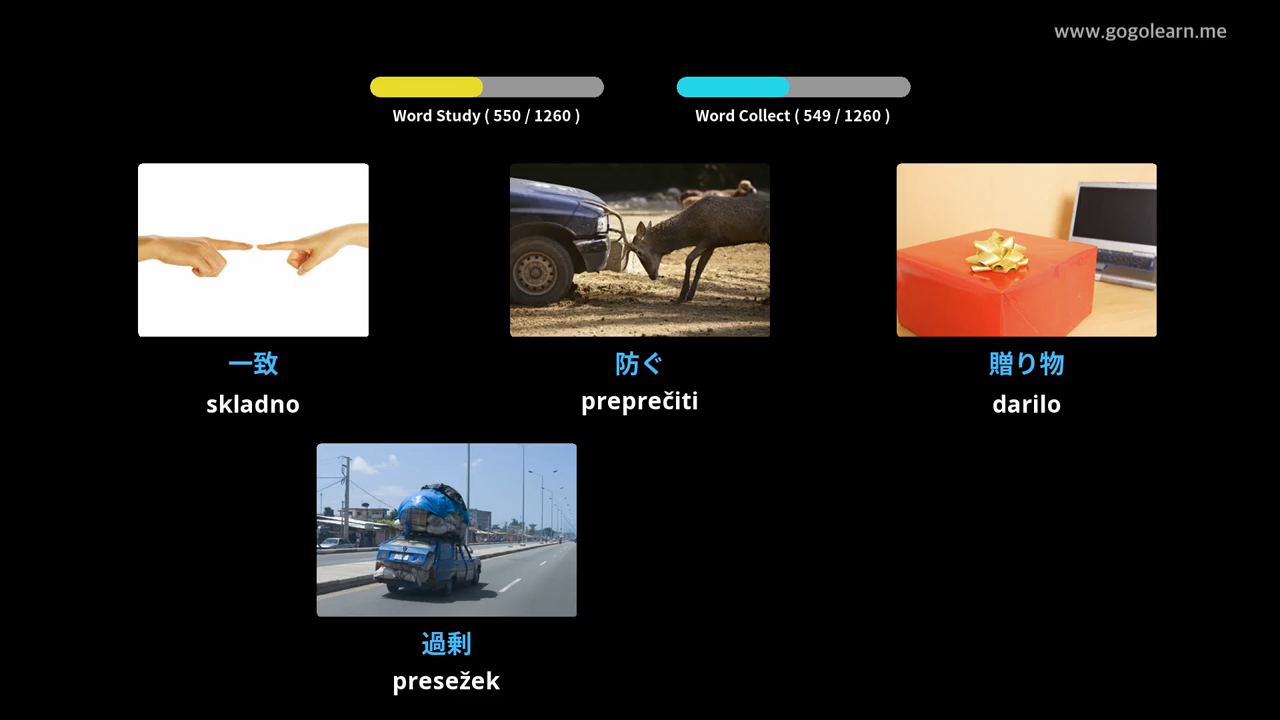 www.gogolearn.me
Word Study ( 550 / 1260 )
Word Collect ( 549 / 1260 )
一致
防ぐ
贈り物
skladno
preprečiti
darilo
過剰
presežek